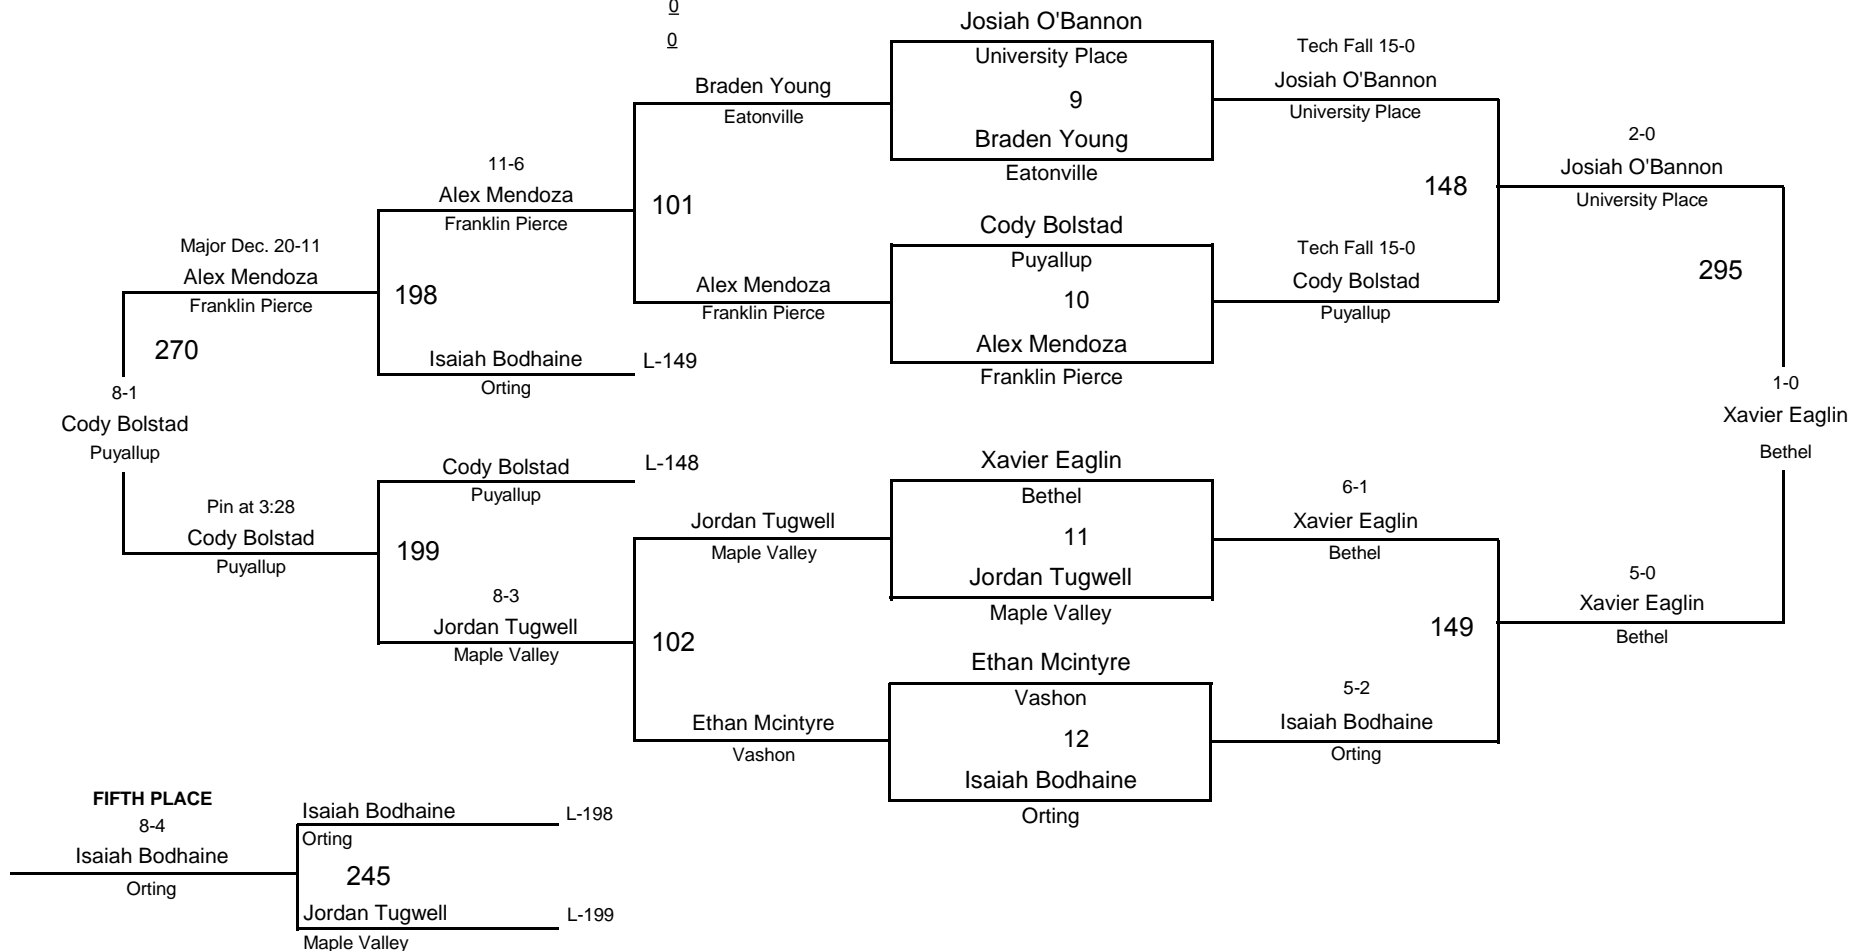 0
0
Josiah O'Bannon
University Place
9
Braden Young
Eatonville
Tech Fall 15-0
Josiah O'Bannon
University Place
Braden Young
Eatonville
2-0
Josiah O'Bannon
University Place
11-6
Alex Mendoza
Franklin Pierce
101
148
Cody Bolstad
Puyallup
10
Alex Mendoza
Franklin Pierce
Tech Fall 15-0
Cody Bolstad
Puyallup
Major Dec. 20-11
Alex Mendoza
Franklin Pierce
198
Alex Mendoza
Franklin Pierce
295
270
Isaiah Bodhaine
Orting
L-149
8-1
Cody Bolstad
Puyallup
1-0
Xavier Eaglin
Bethel
Cody Bolstad
Puyallup
L-148
Xavier Eaglin
Bethel
11
Jordan Tugwell
Maple Valley
6-1
Xavier Eaglin
Bethel
Pin at 3:28
Cody Bolstad
Puyallup
199
Jordan Tugwell
Maple Valley
8-3
Jordan Tugwell
Maple Valley
102
149
5-0
Xavier Eaglin
Bethel
Ethan Mcintyre
Vashon
12
Isaiah Bodhaine
Orting
5-2
Isaiah Bodhaine
Orting
Ethan Mcintyre
Vashon
FIFTH PLACE
8-4
Isaiah Bodhaine
Orting
Isaiah Bodhaine
Orting
L-198
245
Jordan Tugwell
Maple Valley
L-199